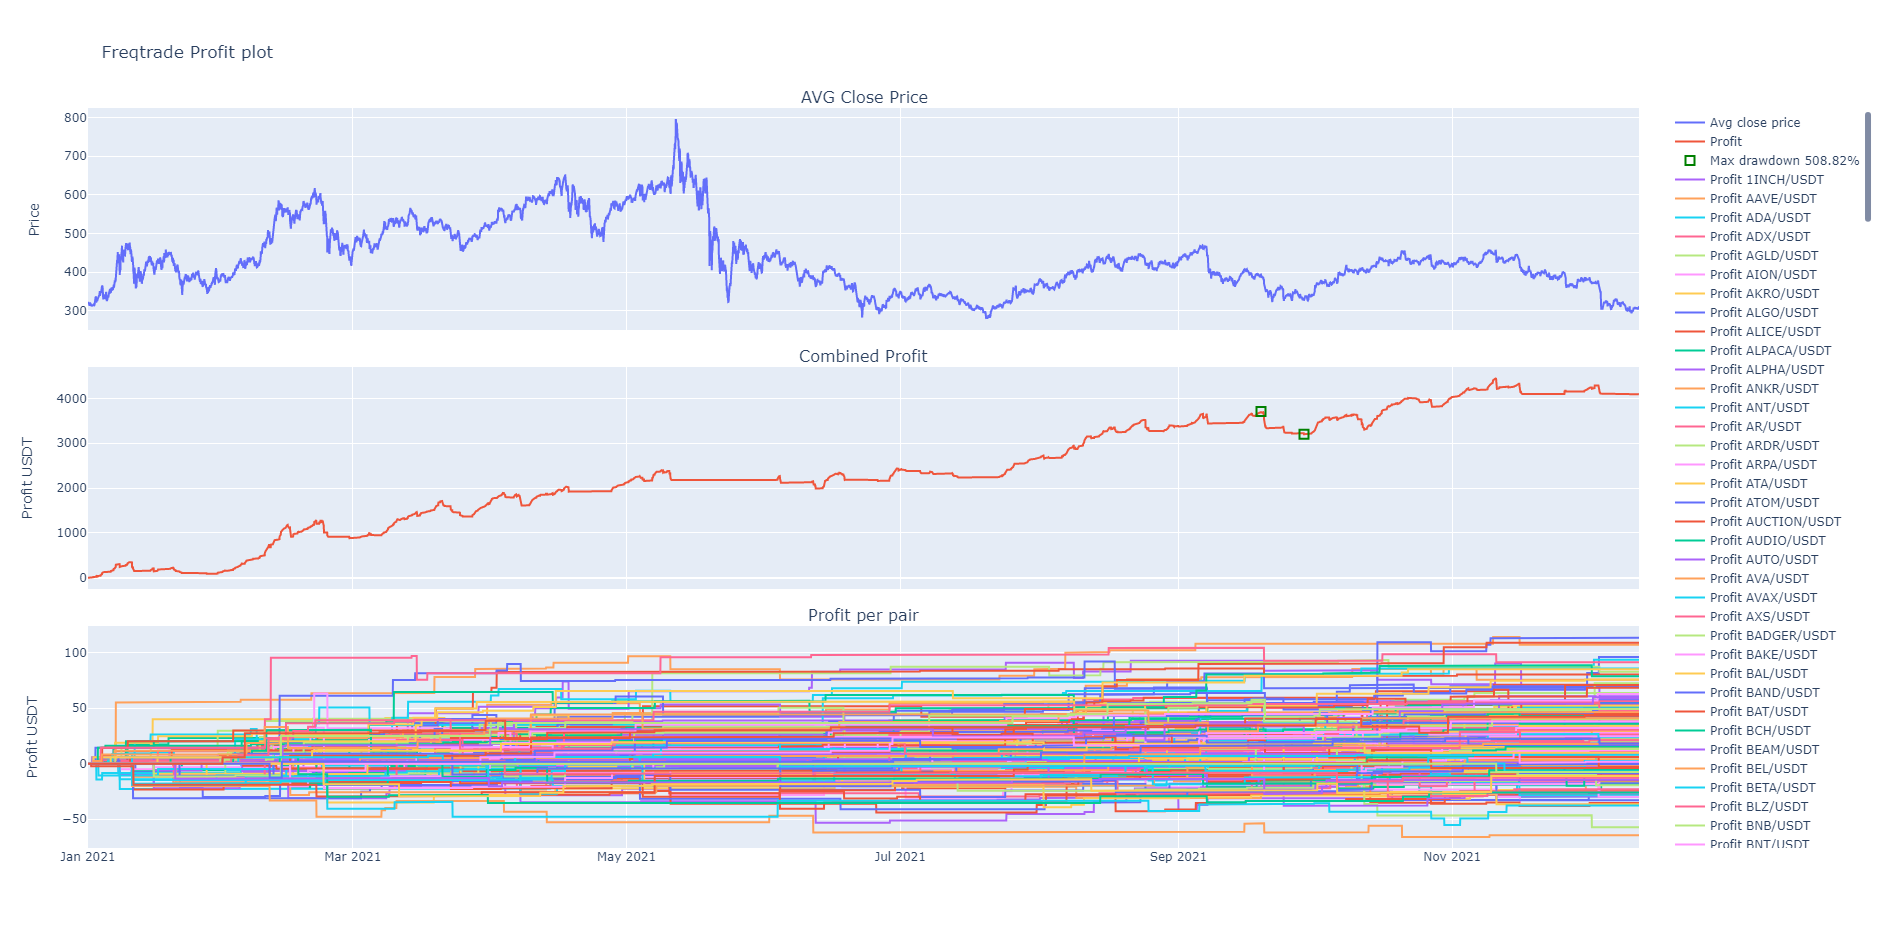 Freqtrade Profit plot
AVG Close Price
800
700
600
500
400
300
Price
Combined Profit
4000
3000
2000
1000
0
Profit USDT
Profit per pair
100
50
0
−50
Profit USDT
Jan 2021
Mar 2021
May 2021
Jul 2021
Sep 2021
Nov 2021
Avg close price
Profit
Max drawdown 508.82%
Profit 1INCH/USDT
Profit AAVE/USDT
Profit ADA/USDT
Profit ADX/USDT
Profit AGLD/USDT
Profit AION/USDT
Profit AKRO/USDT
Profit ALGO/USDT
Profit ALICE/USDT
Profit ALPACA/USDT
Profit ALPHA/USDT
Profit ANKR/USDT
Profit ANT/USDT
Profit AR/USDT
Profit ARDR/USDT
Profit ARPA/USDT
Profit ATA/USDT
Profit ATOM/USDT
Profit AUCTION/USDT
Profit AUDIO/USDT
Profit AUTO/USDT
Profit AVA/USDT
Profit AVAX/USDT
Profit AXS/USDT
Profit BADGER/USDT
Profit BAKE/USDT
Profit BAL/USDT
Profit BAND/USDT
Profit BAT/USDT
Profit BCH/USDT
Profit BEAM/USDT
Profit BEL/USDT
Profit BETA/USDT
Profit BLZ/USDT
Profit BNB/USDT
Profit BNT/USDT